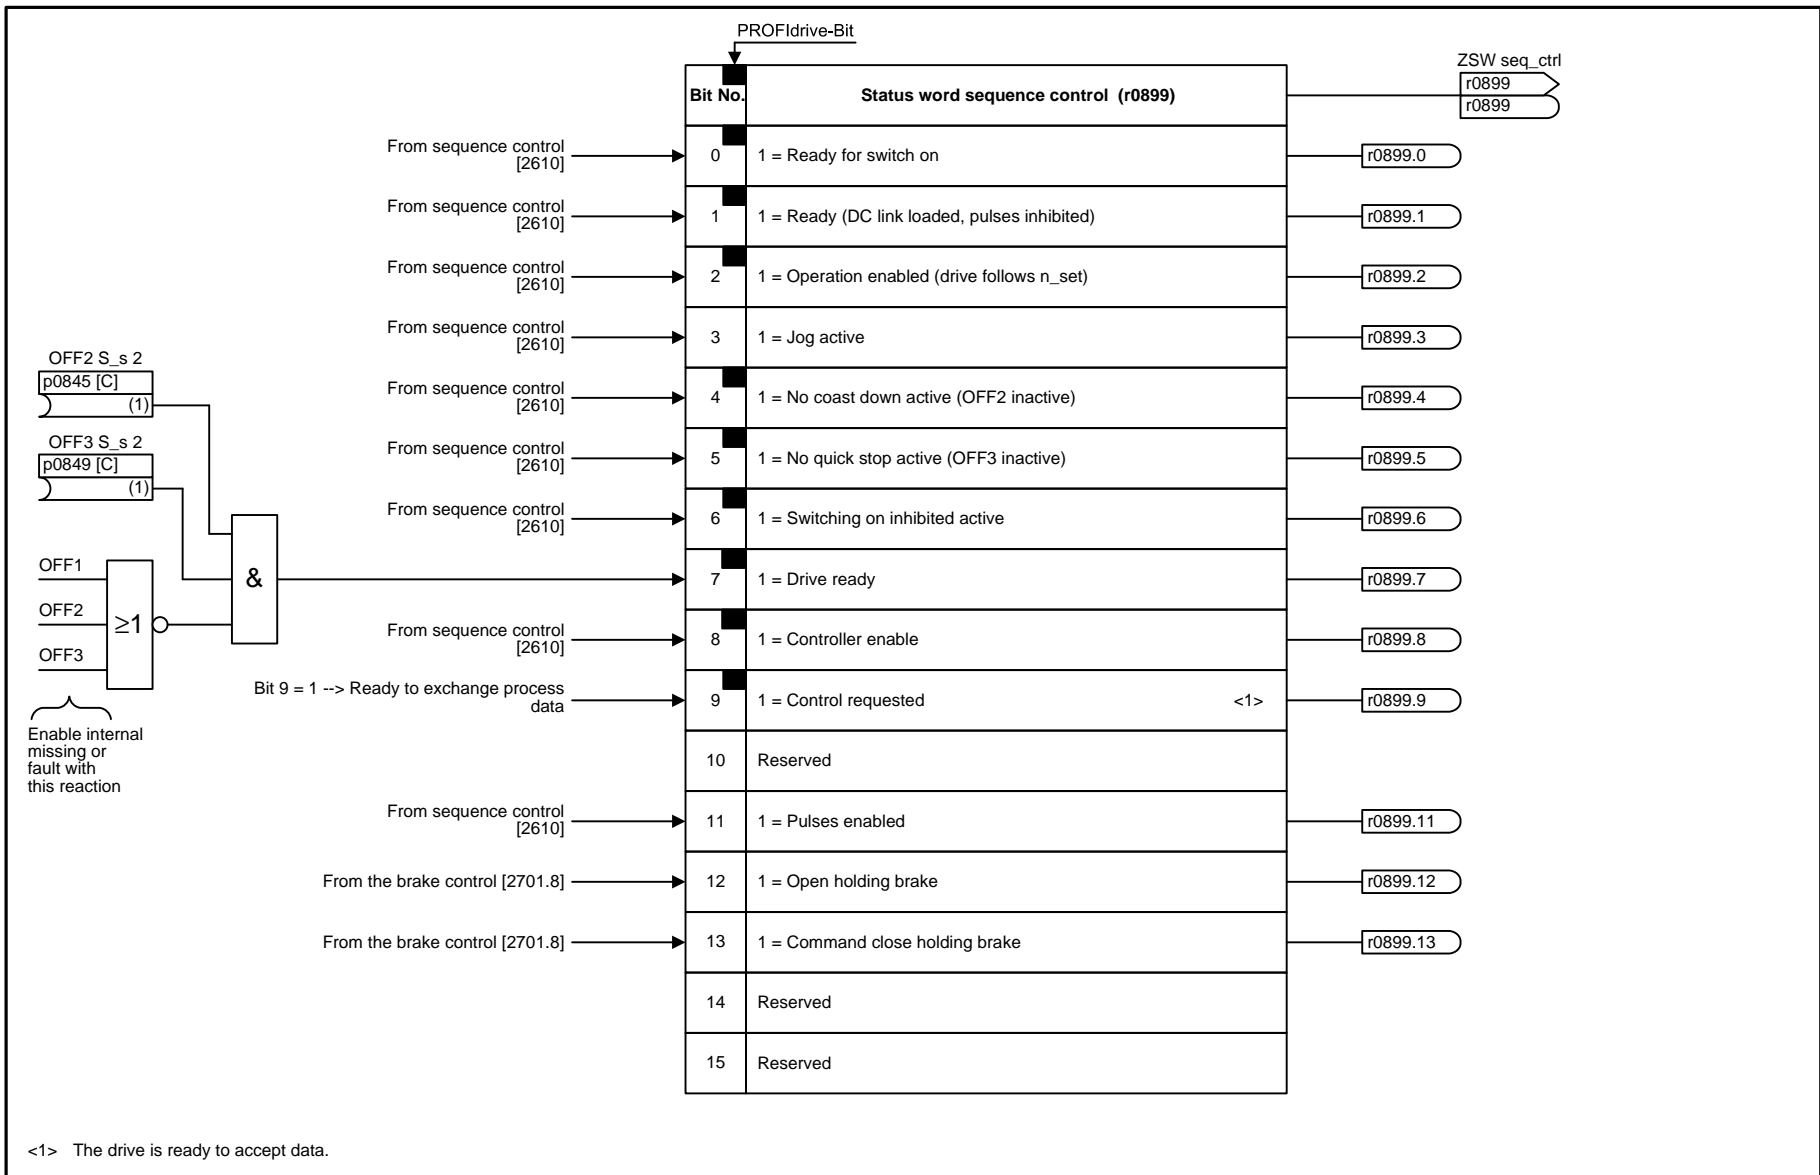 PROFIdrive-Bit
ZSW seq_ctrl
r0899
r0899
Bit No.
Status word sequence control (r0899)
From sequence control
[2610]
0
1 = Ready for switch on
r0899.0
From sequence control
[2610]
1
1 = Ready (DC link loaded, pulses inhibited)
r0899.1
From sequence control
[2610]
2
1 = Operation enabled (drive follows n_set)
r0899.2
From sequence control
[2610]
3
1 = Jog active
r0899.3
OFF2 S_s 2
p0845 [C]
(1)
From sequence control
[2610]
4
1 = No coast down active (OFF2 inactive)
r0899.4
OFF3 S_s 2
p0849 [C]
(1)
From sequence control
[2610]
5
1 = No quick stop active (OFF3 inactive)
r0899.5
From sequence control
[2610]
6
1 = Switching on inhibited active
r0899.6
OFF1
OFF2
OFF3
≥1
&
7
1 = Drive ready
r0899.7
From sequence control
[2610]
8
1 = Controller enable
r0899.8
Bit 9 = 1 --> Ready to exchange process
data
9
1 = Control requested
<1>
r0899.9
Enable internal
missing or
fault with
this reaction
10
Reserved
From sequence control
[2610]
11
1 = Pulses enabled
r0899.11
From the brake control [2701.8]
12
1 = Open holding brake
r0899.12
From the brake control [2701.8]
13
1 = Command close holding brake
r0899.13
14
Reserved
15
Reserved
<1> The drive is ready to accept data.